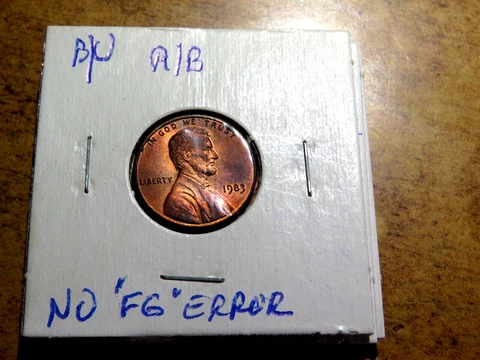 B/U R/B
IN GOD WE TRUST
LIBERTY 1983
NO "FG" ERROR